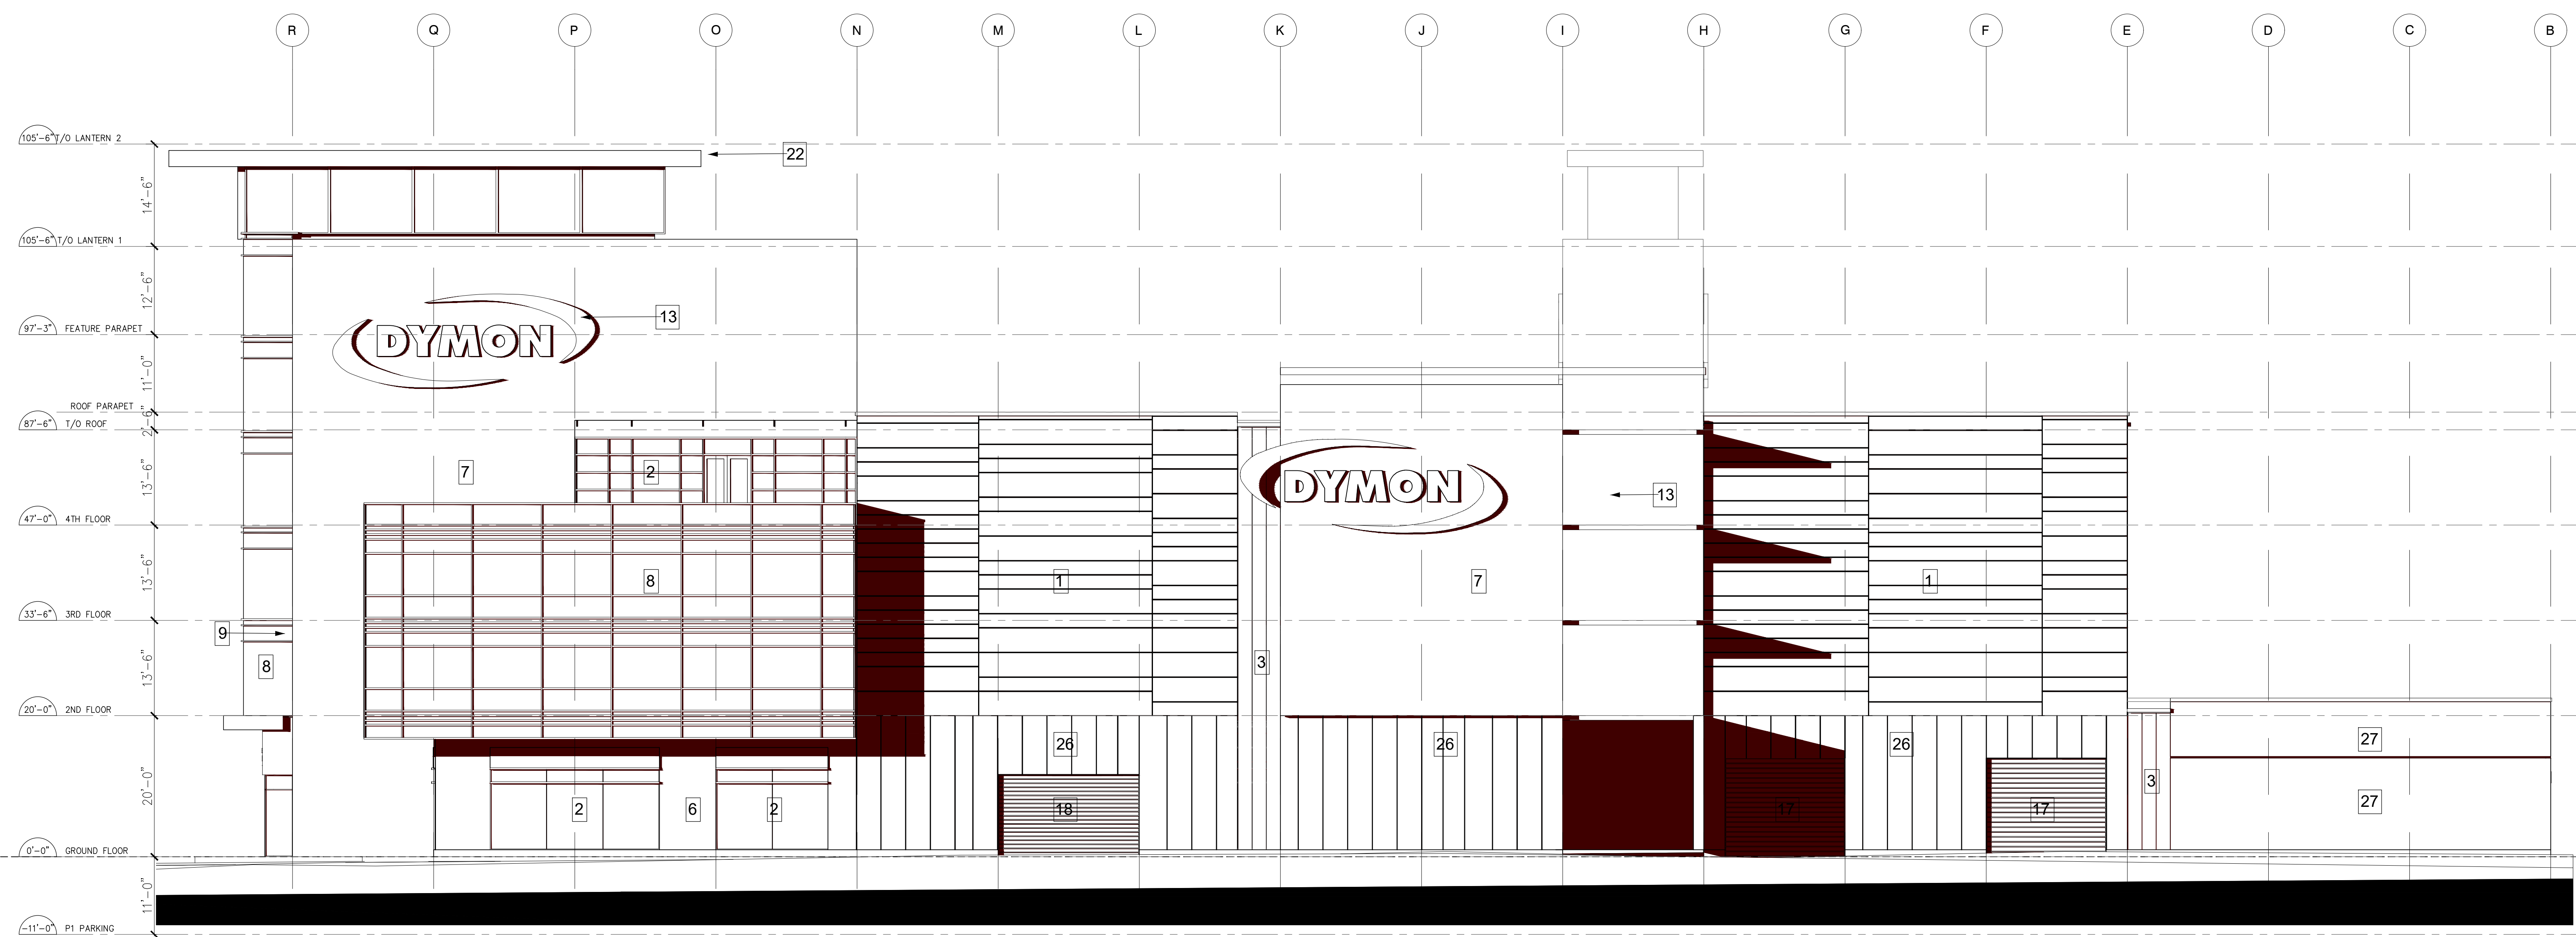 R Q P O N M L K J I H G F E D C B
105'-6" T/O LANTERN 2
22
14'-6"
105'-6" T/O LANTERN 1
12'-6"
13
97'-3" FEATURE PARAPET
DYMON
11'-0"
ROOF PARAPET
2'-6"
87'-6" T/O ROOF
7
2
13'-6"
DYMON
13
47'-0" 4TH FLOOR
8
1
7
1
13'-6"
33'-6" 3RD FLOOR
9
8
3
13'-6"
20'-0" 2ND FLOOR
26
26
26
27
2
6
2
18
17
17
3
27
20'-0"
0'-0" GROUND FLOOR
11'-0"
-11'-0" P1 PARKING